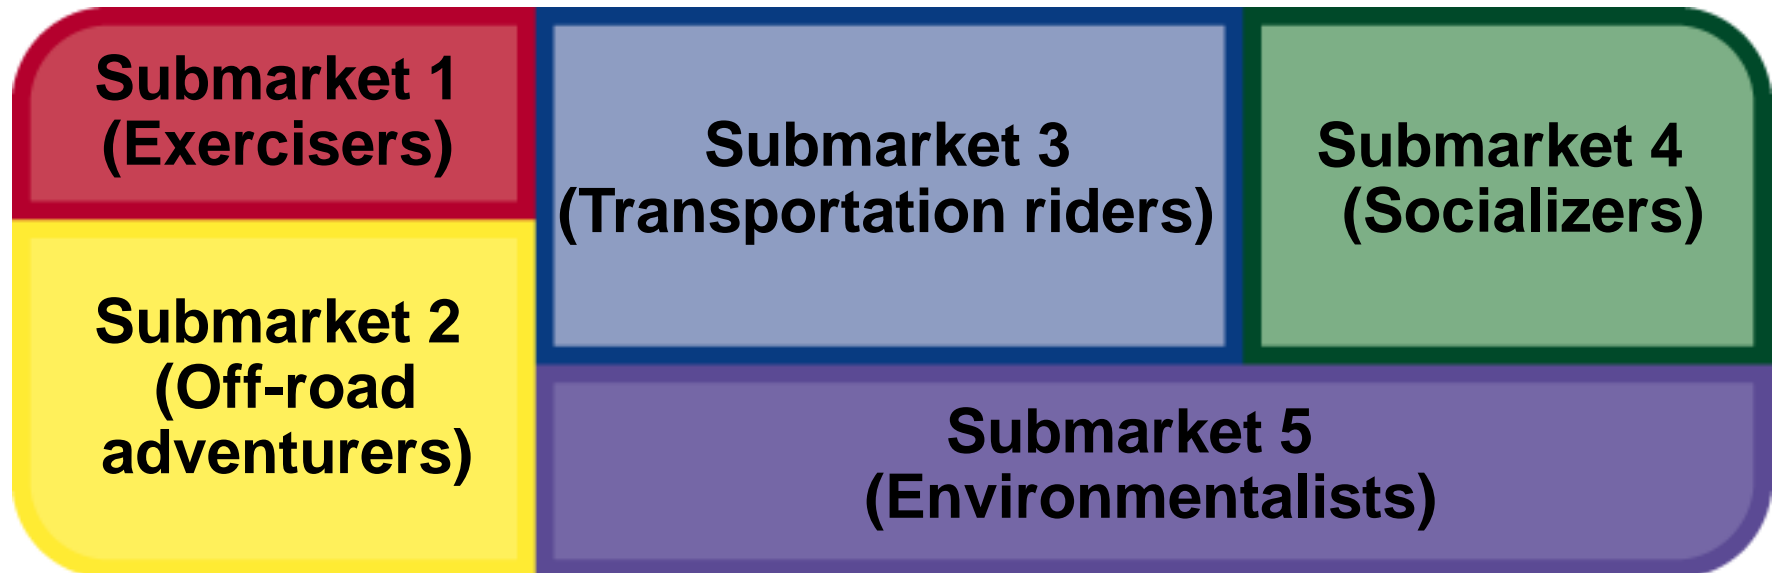 Submarket 1
(Exercisers)
Submarket 2
(Off-road
adventurers)
Submarket 3
(Transportation riders)
Submarket 4
(Socializers)
Submarket 5
(Environmentalists)